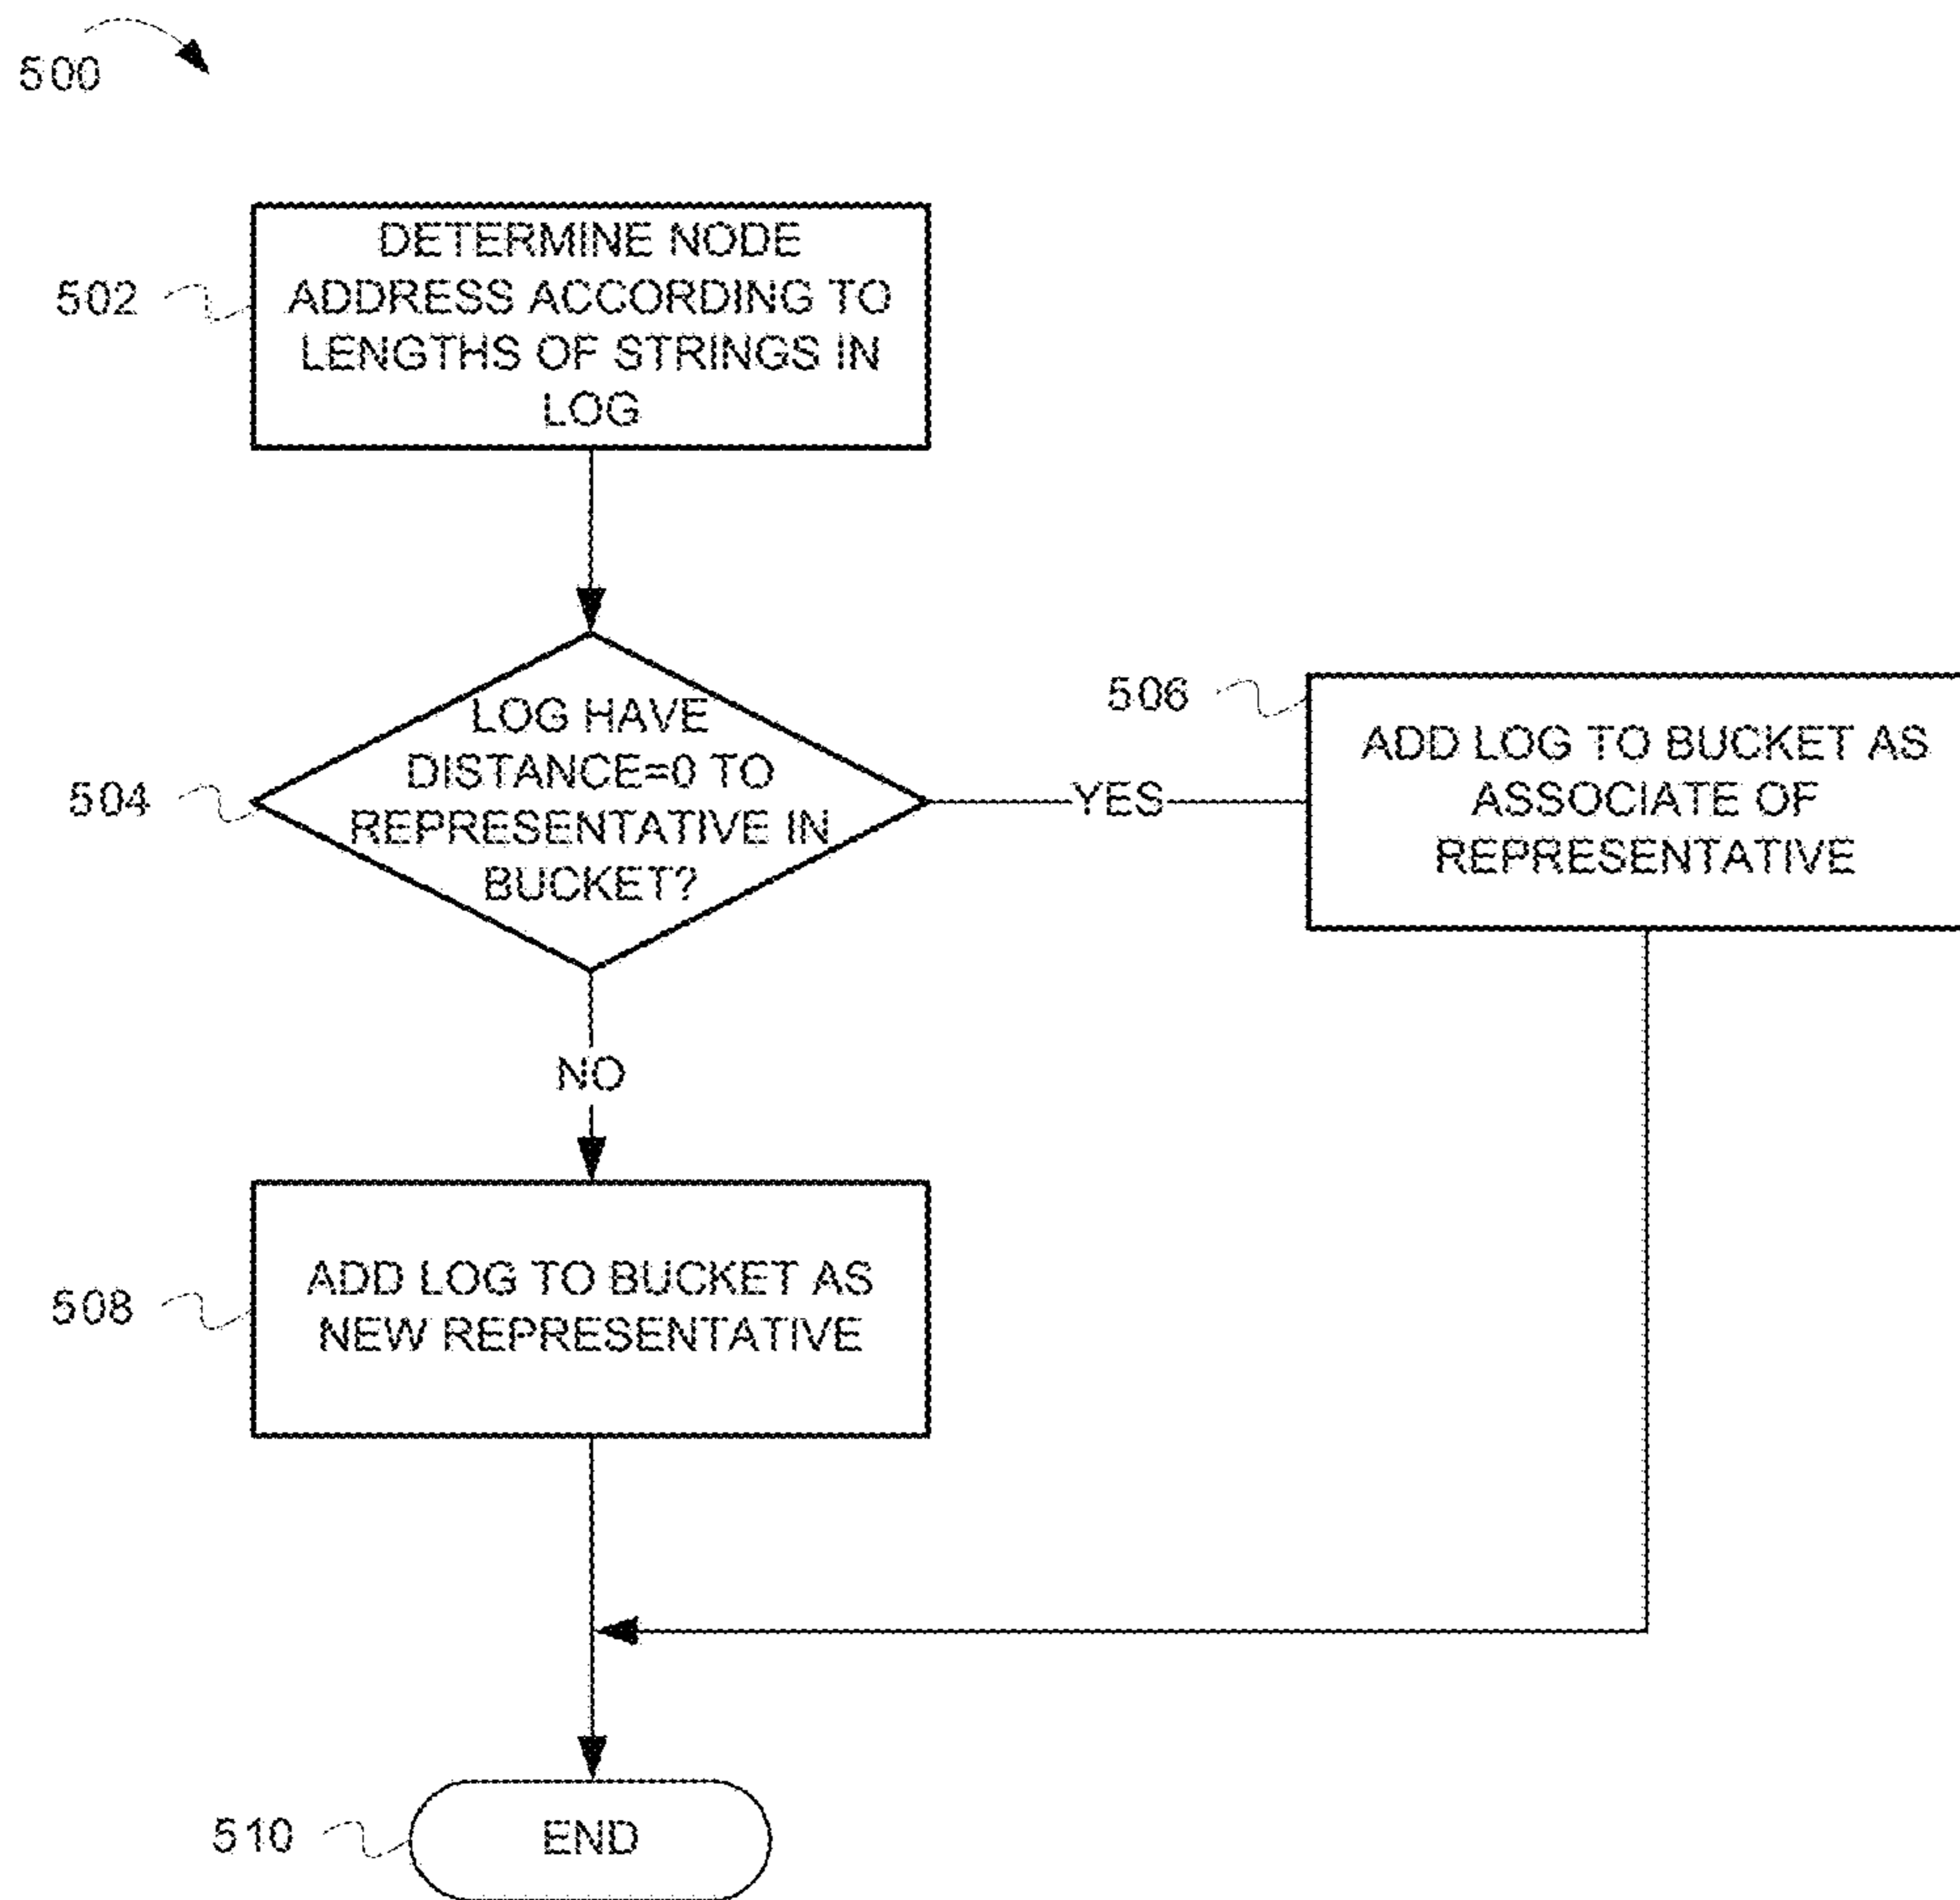 500
502
DETERMINE NODE
ADDRESS ACCORDING TO
LENGTHS OF STRINGS IN
LOG
504
LOG HAVE
DISTANCE=0 TO
REPRESENTATIVE IN
BUCKET?
YES
506
ADD LOG TO BUCKET AS
ASSOCIATE OF
REPRESENTATIVE
NO
508
ADD LOG TO BUCKET AS
NEW REPRESENTATIVE
510
END